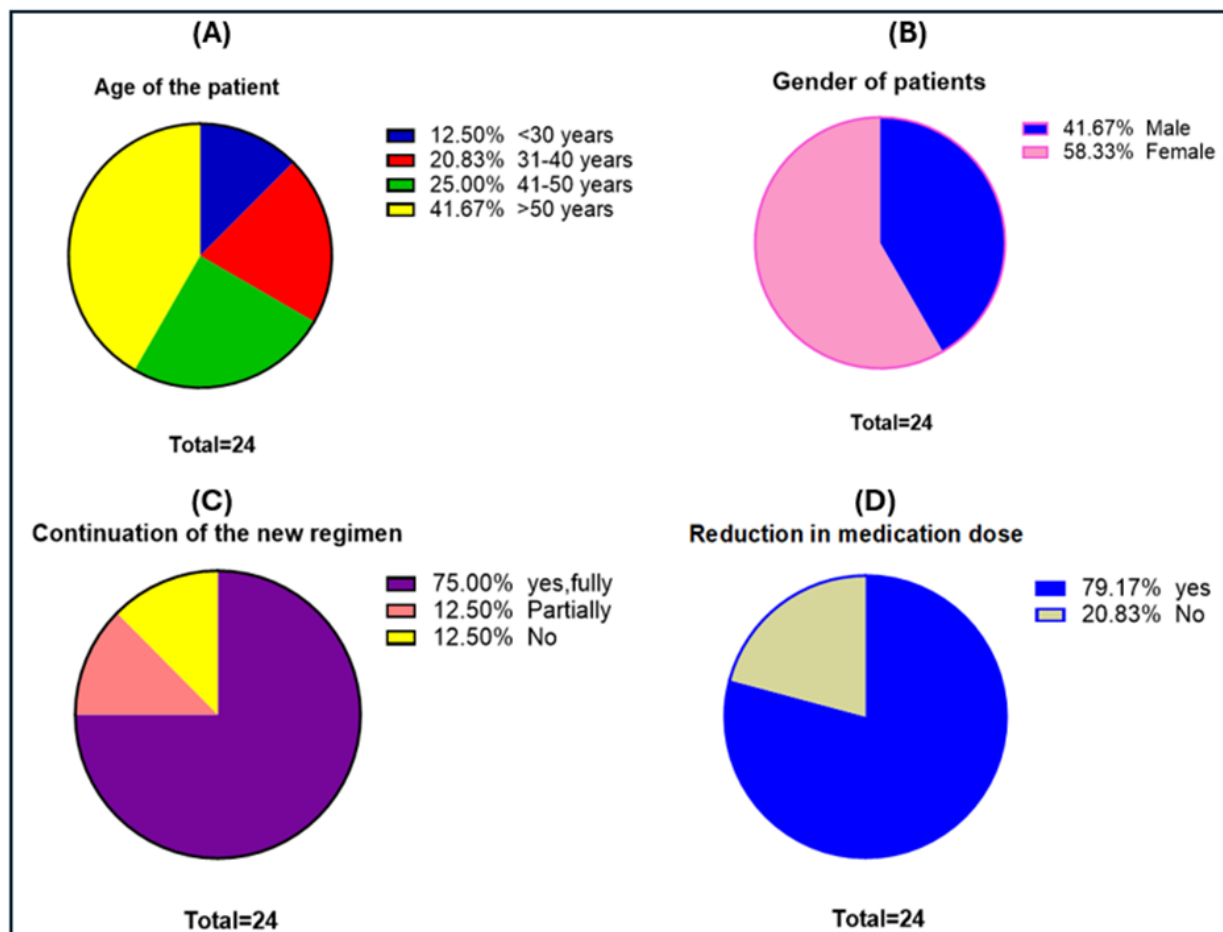 (A)
Age of the patient
12.50% <30 years
20.83% 31-40 years
25.00% 41-50 years
41.67% >50 years
Total=24
(B)
Gender of patients
41.67% Male
58.33% Female
Total=24
(C)
Continuation of the new regimen
75.00% yes,fully
12.50% Partially
12.50% No
Total=24
(D)
Reduction in medication dose
79.17% yes
20.83% No
Total=24